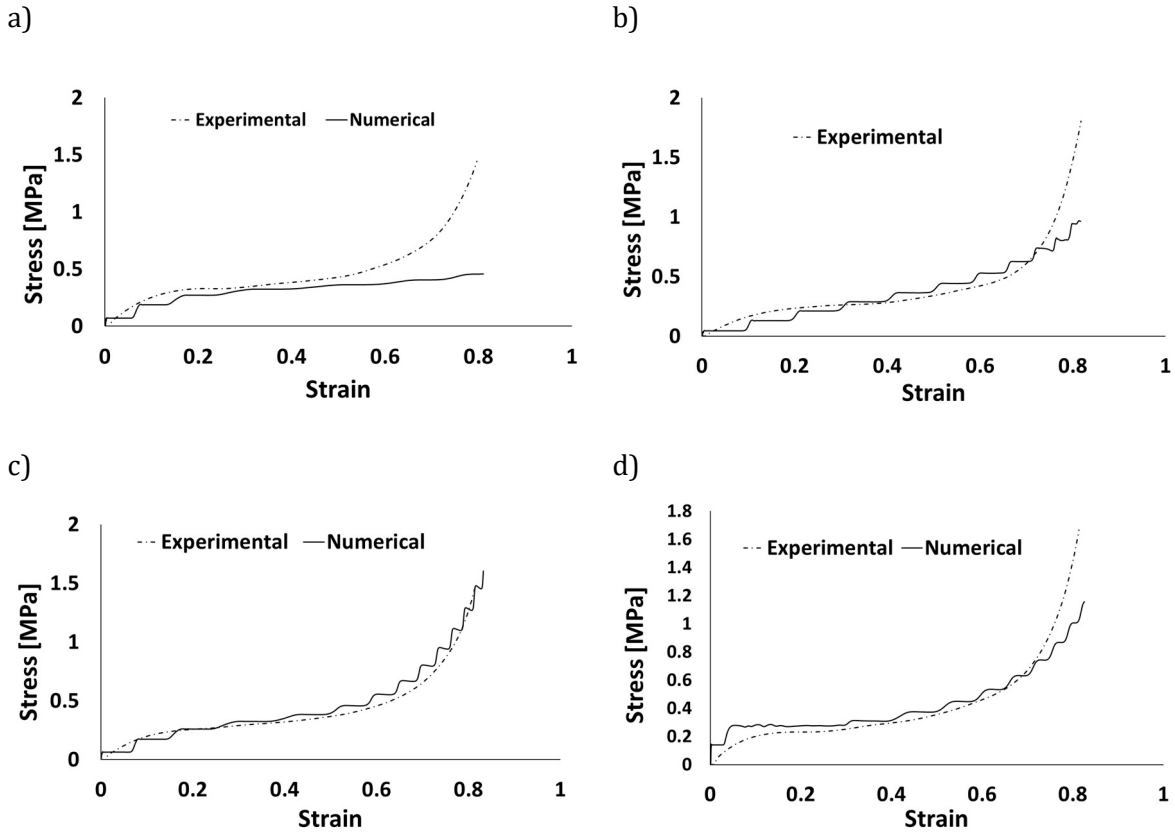 a)
2
Experimental Numerical
1.5
1
0.5
0
Stress [MPa]
0 0.2 0.4 0.6 0.8 1
Strain
b)
2
Experimental
1.5
1
0.5
0
Stress [MPa]
0 0.2 0.4 0.6 0.8 1
Strain
c)
2
Experimental Numerical
1.5
1
0.5
0
Stress [MPa]
0 0.2 0.4 0.6 0.8 1
Strain
d)
1.8
1.6
Experimental Numerical
1.4
1.2
1
0.8
0.6
0.4
0.2
0
Stress [MPa]
0 0.2 0.4 0.6 0.8 1
Strain